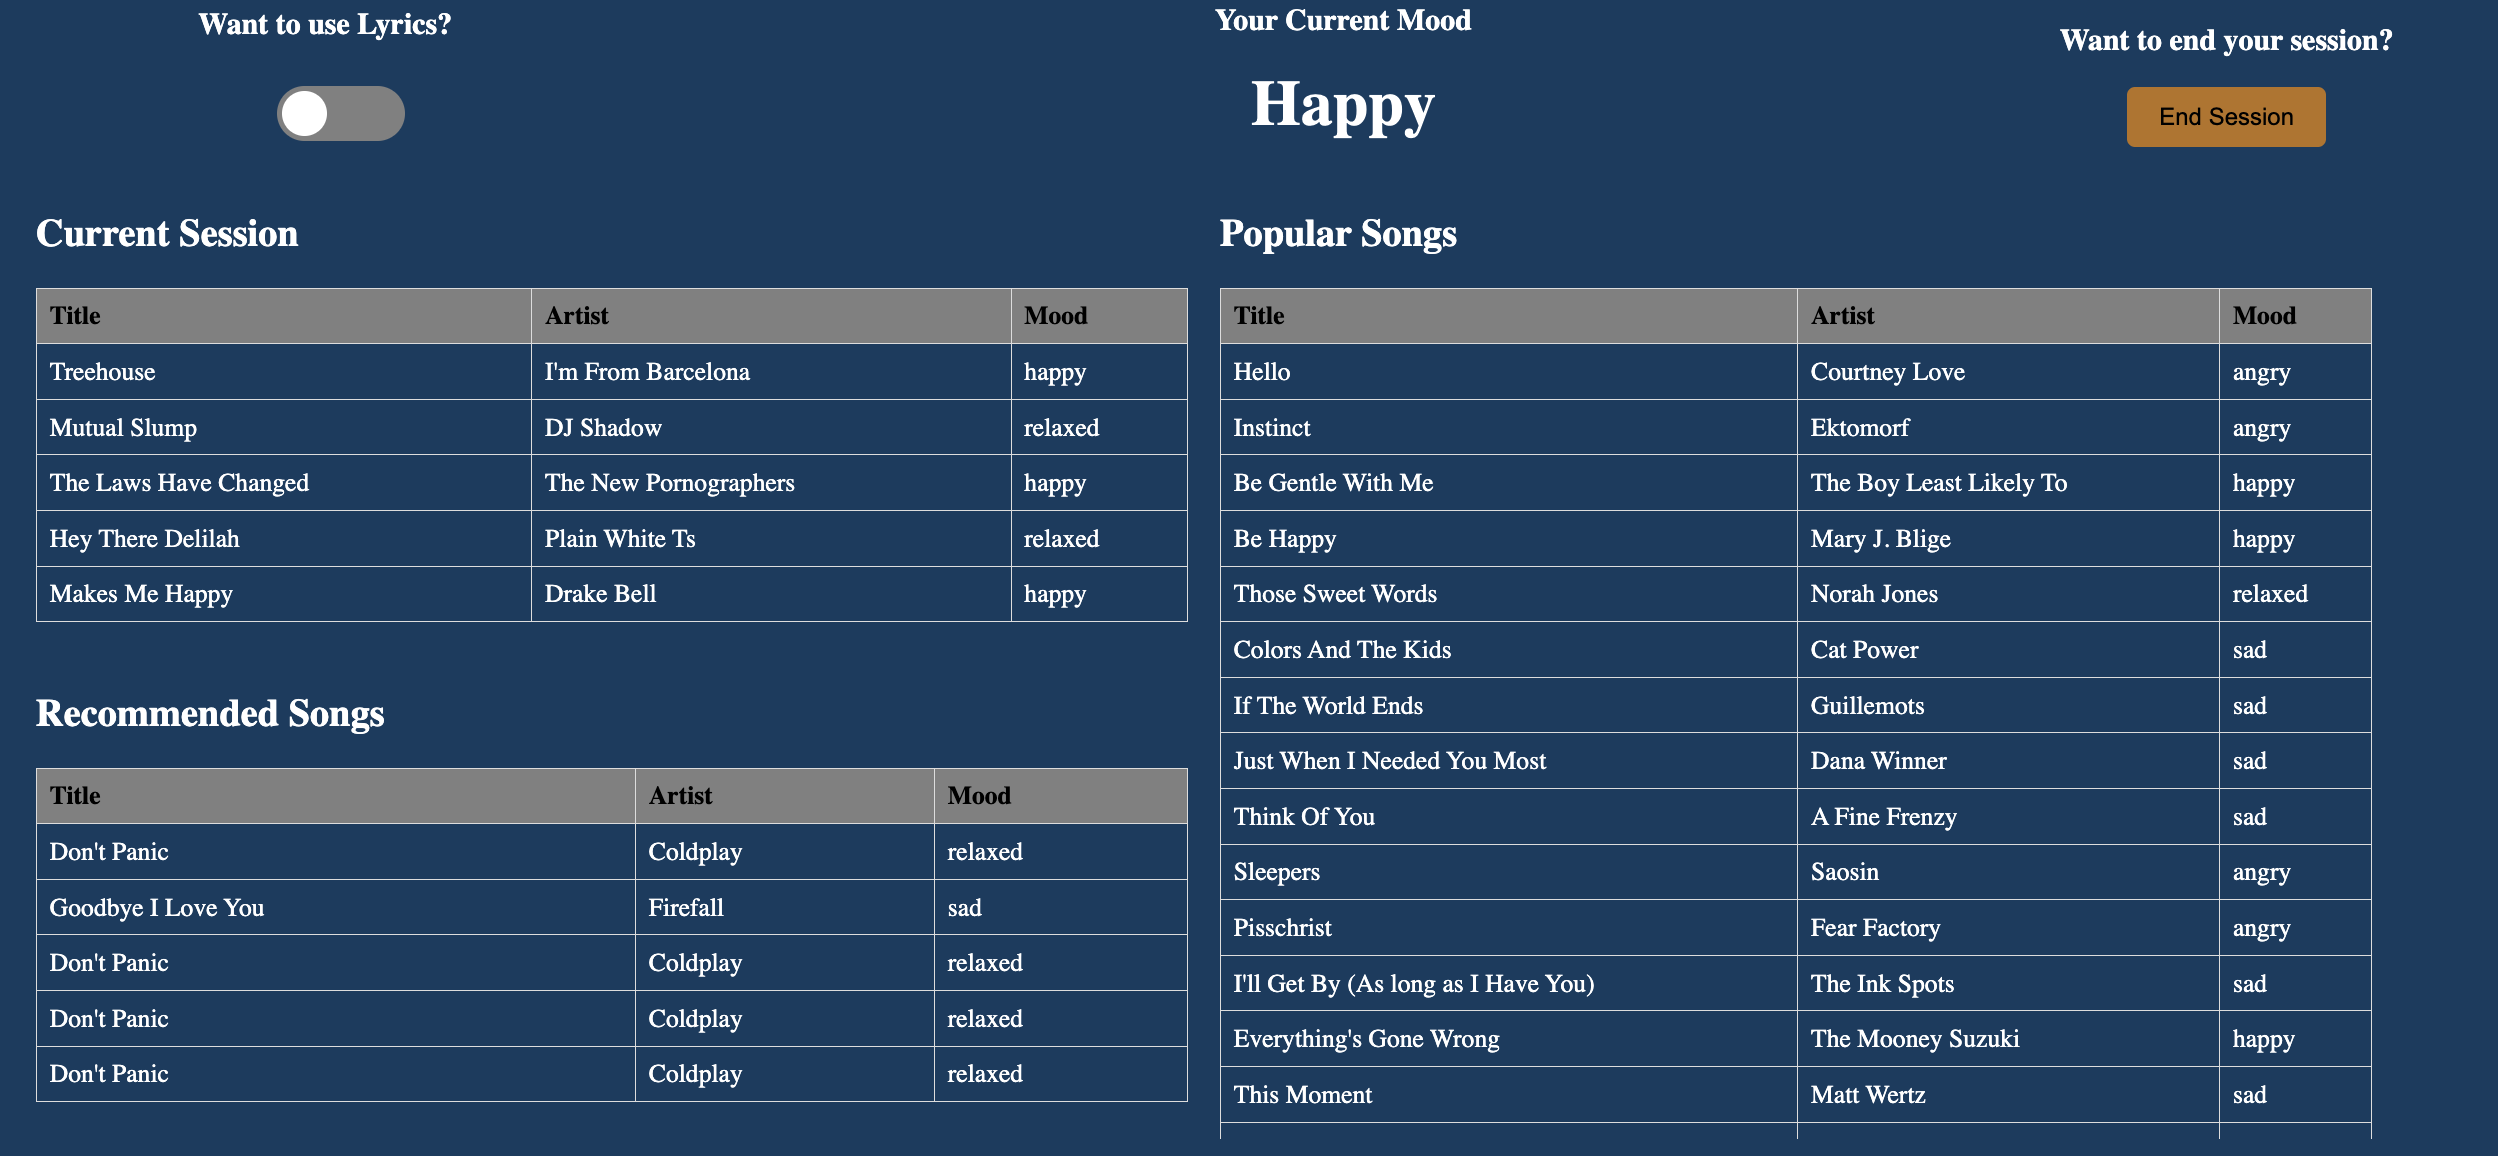 Want to use Lyrics?
Your Current Mood
Happy
Want to end your session?
End Session
Current Session
Title Artist Mood
Treehouse I'm From Barcelona happy
Mutual Slump DJ Shadow relaxed
The Laws Have Changed The New Pornographers happy
Hey There Delilah Plain White Ts relaxed
Makes Me Happy Drake Bell happy
Recommended Songs
Title Artist Mood
Don't Panic Coldplay relaxed
Goodbye I Love You Firefall sad
Don't Panic Coldplay relaxed
Don't Panic Coldplay relaxed
Don't Panic Coldplay relaxed
Popular Songs
Title Artist Mood
Hello Courtney Love angry
Instinct Ektomorf angry
Be Gentle With Me The Boy Least Likely To happy
Be Happy Mary J. Blige happy
Those Sweet Words Norah Jones relaxed
Colors And The Kids Cat Power sad
If The World Ends Guillemots sad
Just When I Needed You Most Dana Winner sad
Think Of You A Fine Frenzy sad
Sleepers Saosin angry
Pisschrist Fear Factory angry
I'll Get By (As long as I Have You) The Ink Spots sad
Everything's Gone Wrong The Mooney Suzuki happy
This Moment Matt Wertz sad